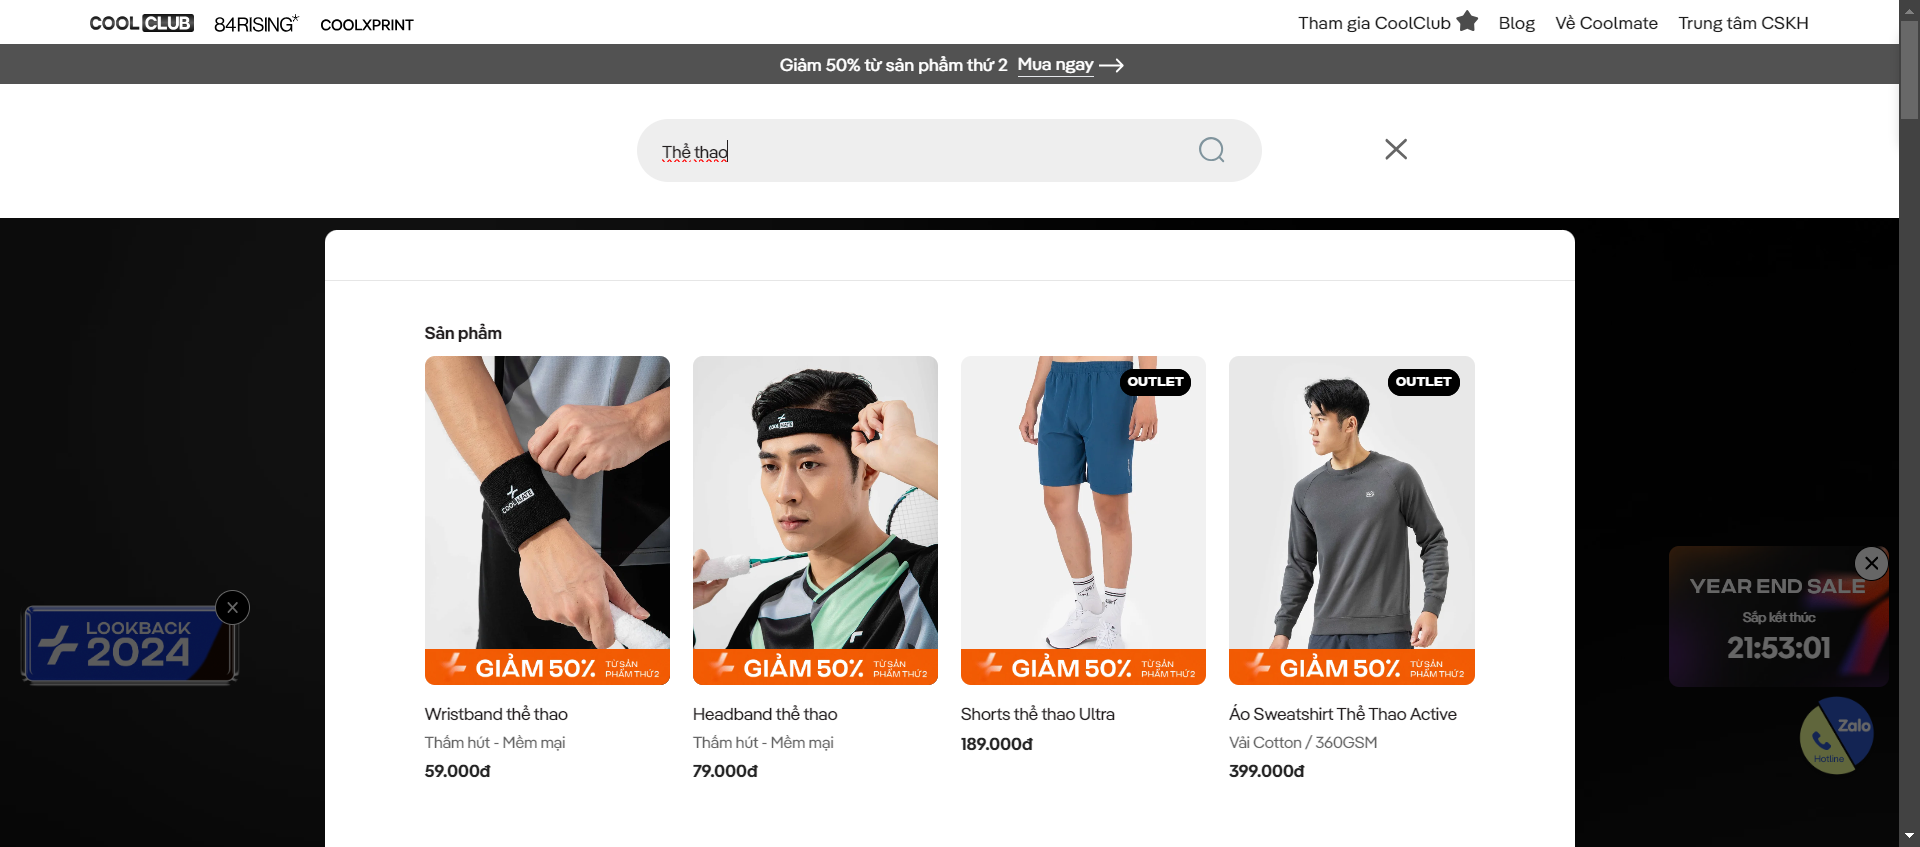 COOL CLUB 84RISING* COOLXPRINT Tham gia CoolClub Blog Về Coolmate Trung tâm CSKH
Giảm 50% từ sản phẩm thứ 2 Mua ngay
Thể thao
Sản phẩm
COOLMATE
COOLMATE
OUTLET
OUTLET
GIẢM 50% TỪ SẢN PHẨM THỨ 2
GIẢM 50% TỪ SẢN PHẨM THỨ 2
GIẢM 50% TỪ SẢN PHẨM THỨ 2
GIẢM 50% TỪ SẢN PHẨM THỨ 2
Wristband thể thao
Thấm hút - Mềm mại
59.000đ
Headband thể thao
Thấm hút - Mềm mại
79.000đ
Shorts thể thao Ultra
189.000đ
Áo Sweatshirt Thể Thao Active
Vải Cotton / 360GSM
399.000đ
LOOKBACK
2024
YEAR END SALE
Sắp kết thúc
21:53:01
Zalo
Hotline